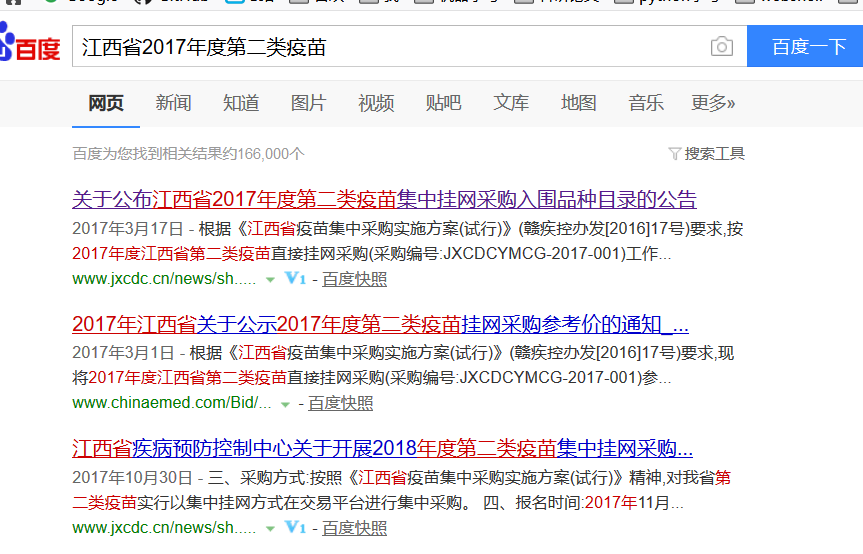 百度
江西省2017年度第二类疫苗
百度一下
网页 新闻 知道 图片 视频 贴吧 文库 地图 音乐 更多»
百度为您找到相关结果约166,000个
搜索工具
关于公布江西省2017年度第二类疫苗集中挂网采购入围品种目录的公告
2017年3月17日 - 根据《江西省疫苗集中采购实施方案(试行)》(赣疾控办发[2016]17号)要求,按
2017年度江西省第二类疫苗直接挂网采购(采购编号:JXCDCYMCG-2017-001)工作...
www.jxcdc.cn/news/sh..... V1 - 百度快照
2017年江西省关于公示2017年度第二类疫苗挂网采购参考价的通知_...
2017年3月1日 - 根据《江西省疫苗集中采购实施方案(试行)》(赣疾控办发[2016]17号)要求,现
将2017年度江西省第二类疫苗直接挂网采购(采购编号:JXCDCYMCG-2017-001)参...
www.chinaemed.com/Bid/... - 百度快照
江西省疾病预防控制中心关于开展2018年度第二类疫苗集中挂网采购...
2017年10月30日 - 三、采购方式:按照《江西省疫苗集中采购实施方案(试行)》精神,对我省第
二类疫苗实行以集中挂网方式在交易平台进行集中采购。 四、报名时间:2017年11月...
www.jxcdc.cn/news/sh..... V1 - 百度快照